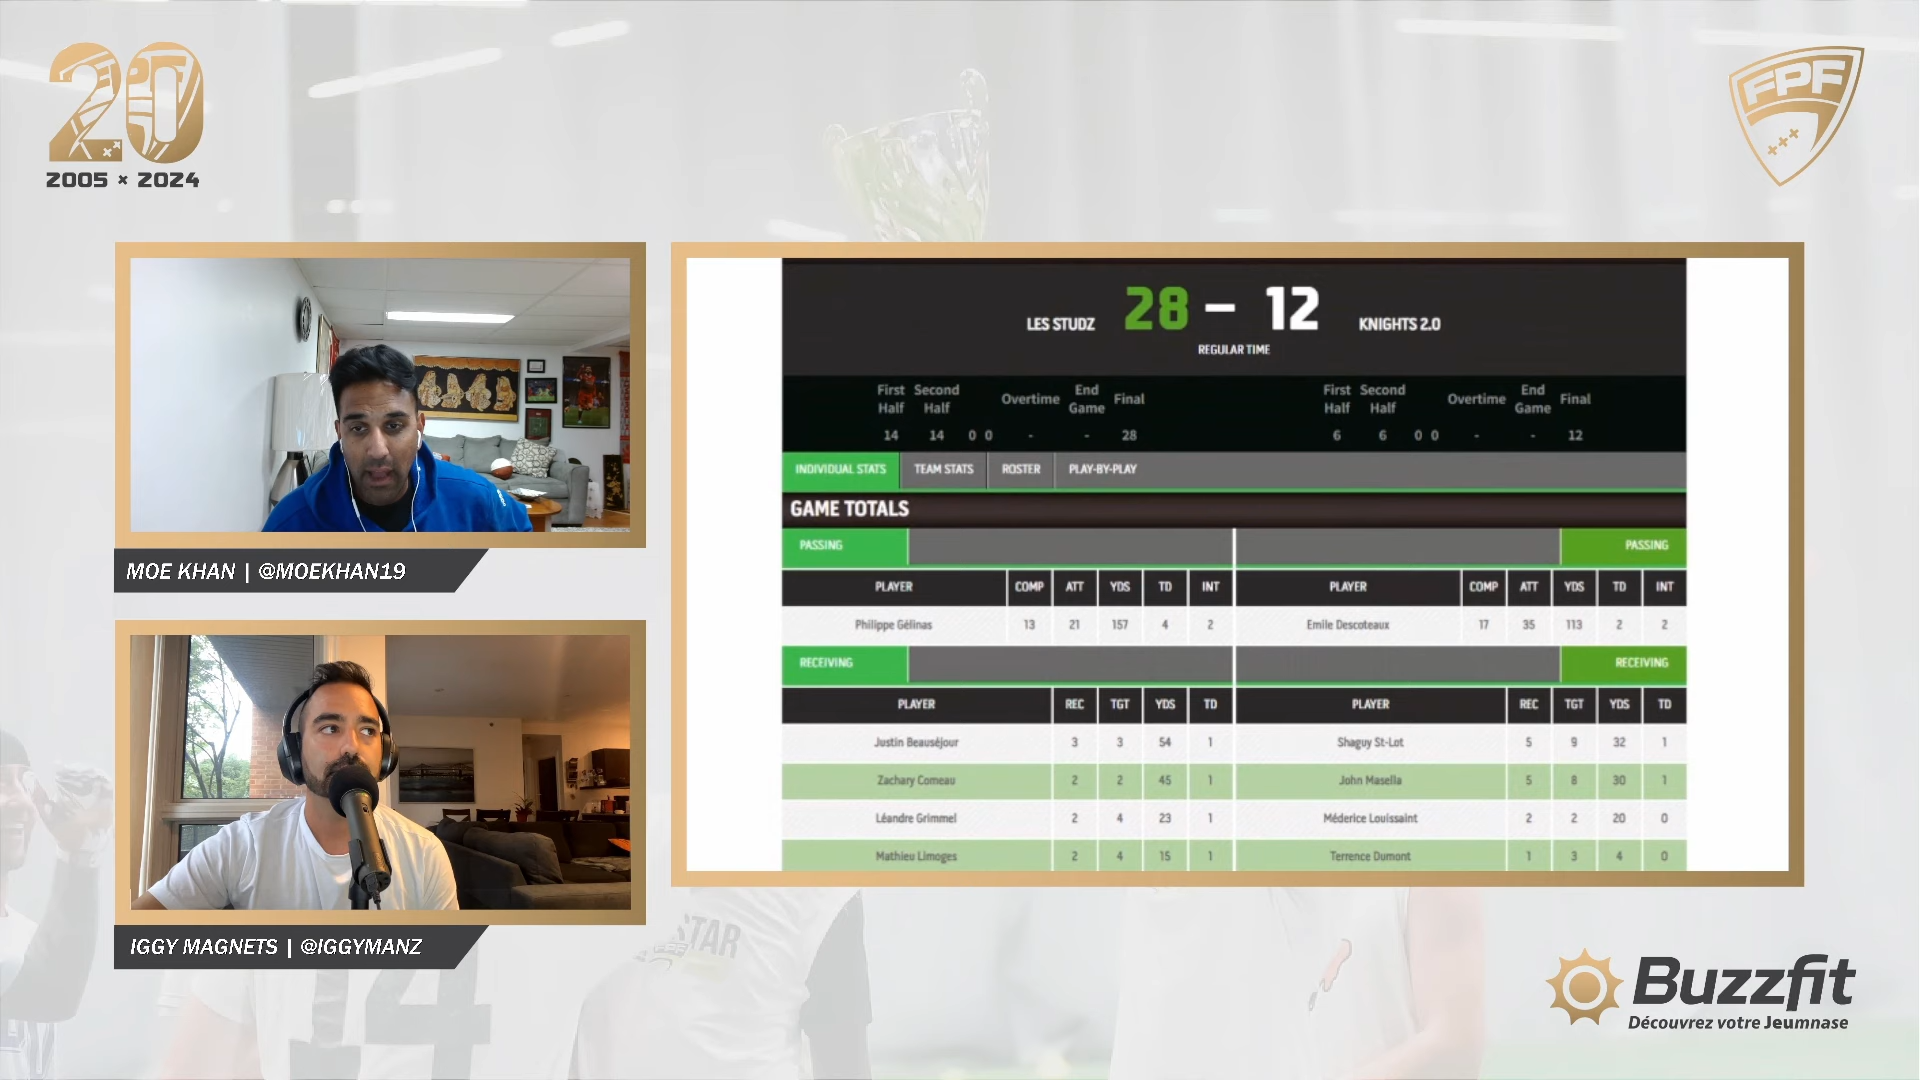 20
2005 × 2024
FPF
MOE KHAN | @MOEKHAN19
IGGY MAGNETS | @IGGYMANZ
LES STUDZ 28 – 12 KNIGHTS 2.0
REGULAR TIME
First Half Second Half Overtime End Game Final First Half Second Half Overtime End Game Final
14 14 0 0 - - 28 6 6 0 0 - - 12
INDIVIDUAL STATS TEAM STATS ROSTER PLAY-BY-PLAY
GAME TOTALS
PASSING PASSING
PLAYER COMP ATT YDS TD INT PLAYER COMP ATT YDS TD INT
Philippe Gélinas 13 21 157 4 2 Emile Descoteaux 17 35 113 2 2
RECEIVING RECEIVING
PLAYER REC TGT YDS TD PLAYER REC TGT YDS TD
Justin Beauséjour 3 3 54 1 Shaguy St-Lot 5 9 32 1
Zachary Comeau 2 2 45 1 John Masella 5 8 30 1
Léandre Grimmel 2 4 23 1 Méderice Louissaint 2 2 20 0
Mathieu Limoges 2 4 15 1 Terrence Dumont 1 3 4 0
STAR
14
Buzzfit
Découvrez votre Jeumnase